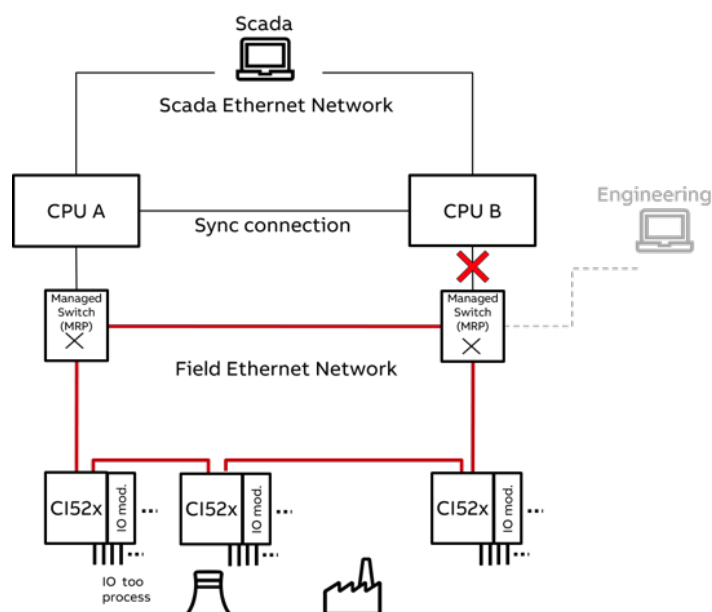 Scada
Scada Ethernet Network
CPU A
Sync connection
CPU B
Engineering
Managed
Switch
(MRP)
Managed
Switch
(MRP)
Field Ethernet Network
CI52x
IO mod.
CI52x
IO mod.
CI52x
IO mod.
IO too
process